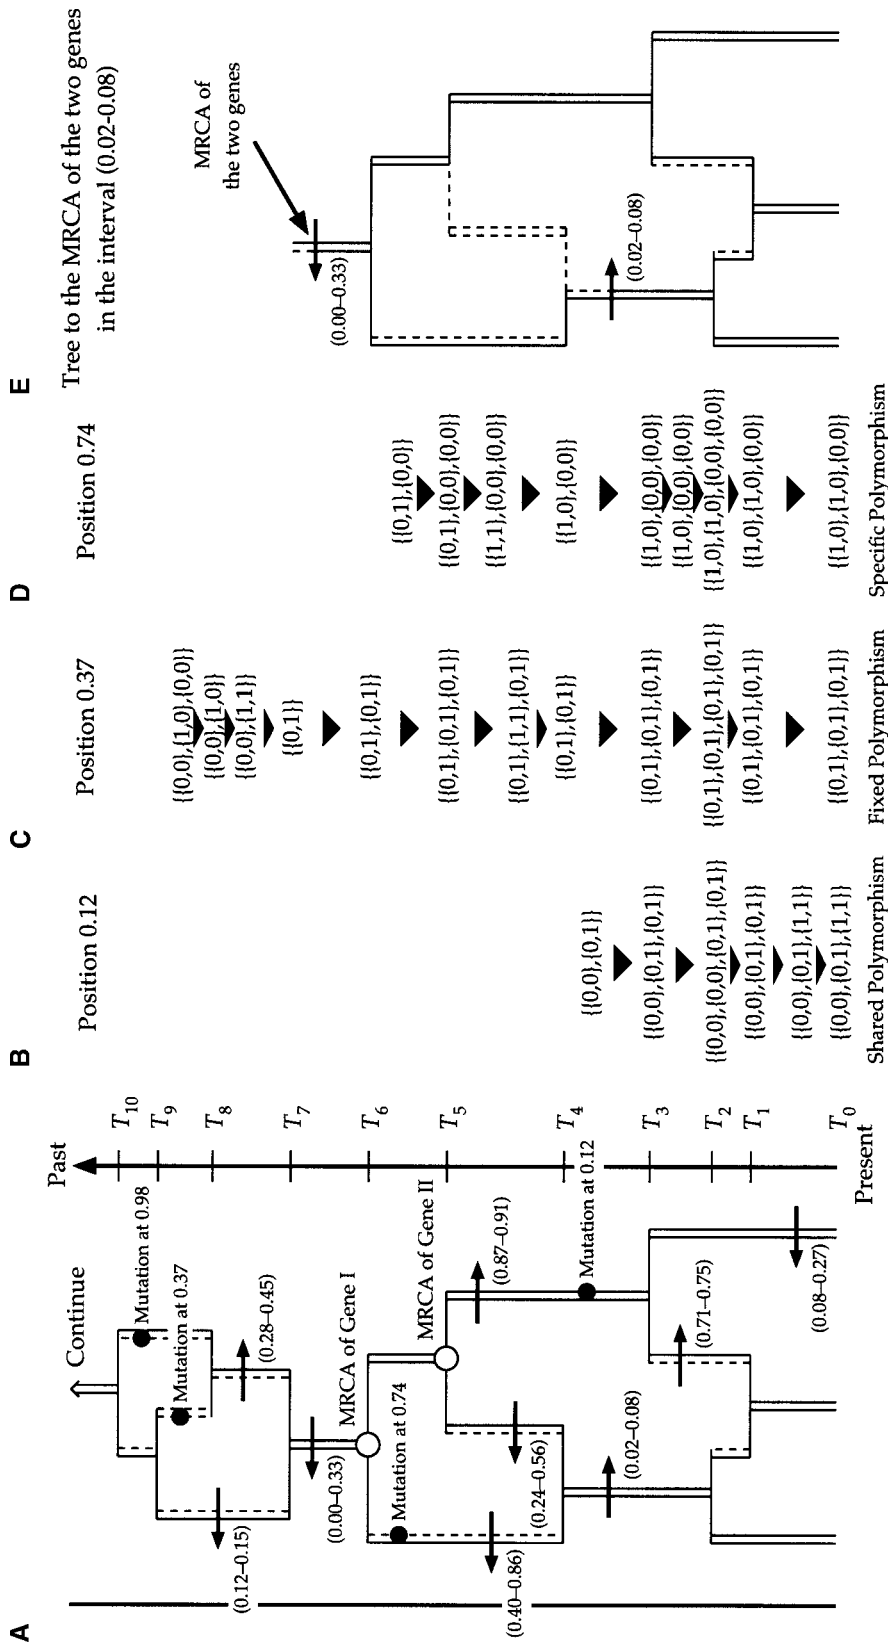 A
Past
Continue
T10
T9
T8
T7
T6
T5
T4
T3
T2
T1
T0
Present
Mutation at 0.98
Mutation at 0.37
(0.12–0.15)
(0.28–0.45)
(0.00–0.33)
MRCA of Gene I
MRCA of Gene II
Mutation at 0.74
(0.40–0.86)
(0.24–0.56)
(0.87–0.91)
Mutation at 0.12
(0.02–0.08)
(0.71–0.75)
(0.08–0.27)
B
Position 0.12
{{0,0},{0,1}}
{{0,0},{0,1},{0,1}}
{{0,0},{0,0},{0,1},{0,1}}
{{0,0},{0,1},{0,1}}
{{0,0},{0,1},{1,1}}
{{0,0},{0,1},{1,1}}
Shared Polymorphism
C
Position 0.37
{{0,0},{1,0},{0,0}}
{{0,0},{1,0}}
{{0,0},{1,1}}
{{0,1}}
{{0,1},{0,1}}
{{0,1},{0,1},{0,1}}
{{0,1},{1,1},{0,1}}
{{0,1},{0,1}}
{{0,1},{0,1},{0,1}}
{{0,1},{0,1},{0,1},{0,1}}
{{0,1},{0,1},{0,1}}
{{0,1},{0,1},{0,1}}
Fixed Polymorphism
D
Position 0.74
{{0,1},{0,0}}
{{0,1},{0,0},{0,0}}
{{1,1},{0,0},{0,0}}
{{1,0},{0,0}}
{{1,0},{0,0},{0,0}}
{{1,0},{0,0},{0,0}}
{{1,0},{1,0},{0,0},{0,0}}
{{1,0},{1,0},{0,0}}
{{1,0},{1,0},{0,0}}
Specific Polymorphism
E
Tree to the MRCA of the two genes
in the interval (0.02-0.08)
MRCA of
the two genes
(0.00–0.33)
(0.02–0.08)